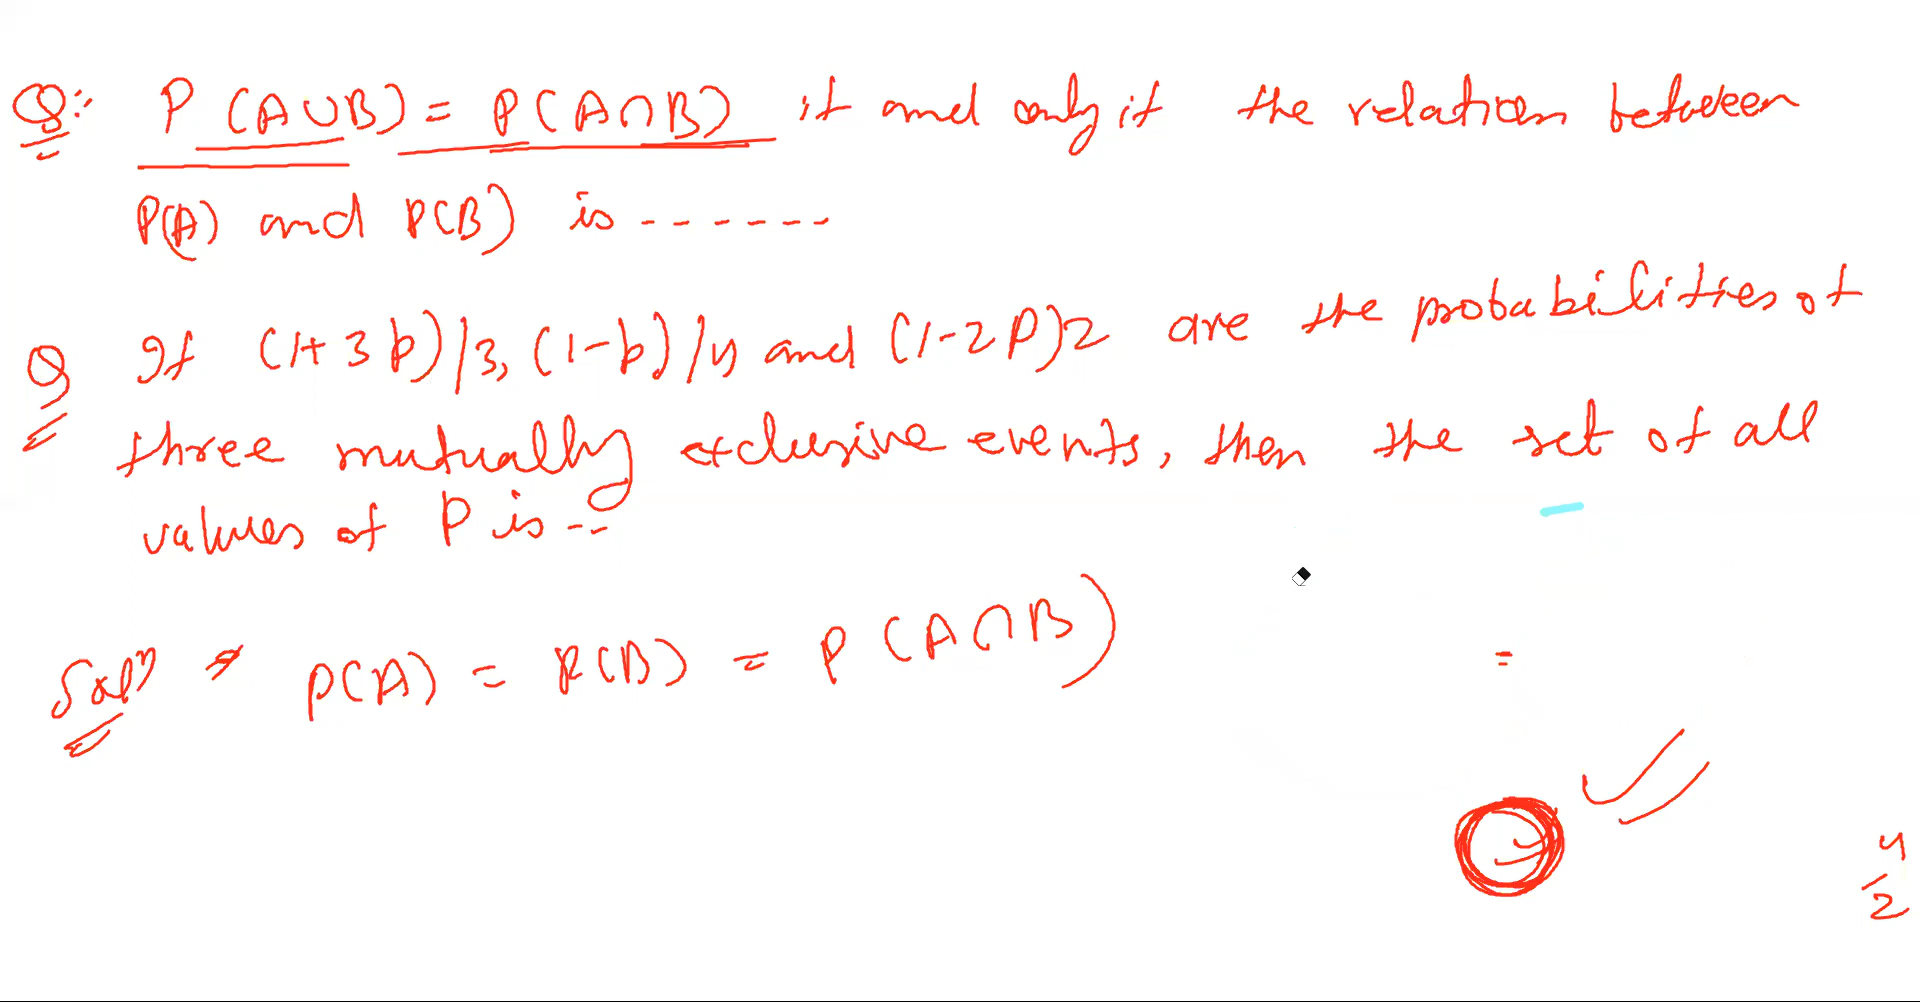 Q: P(A∪B) = P(A∩B) if and only if the relation between
P(A) and P(B) is ------
Q If (1+3p)/3, (1-p)/4 and (1-2P)2 are the probabilities of
three mutually exclusive events, then the set of all
values of P is --
Solⁿ → P(A) = P(B) = P(A∩B)
=
4/2